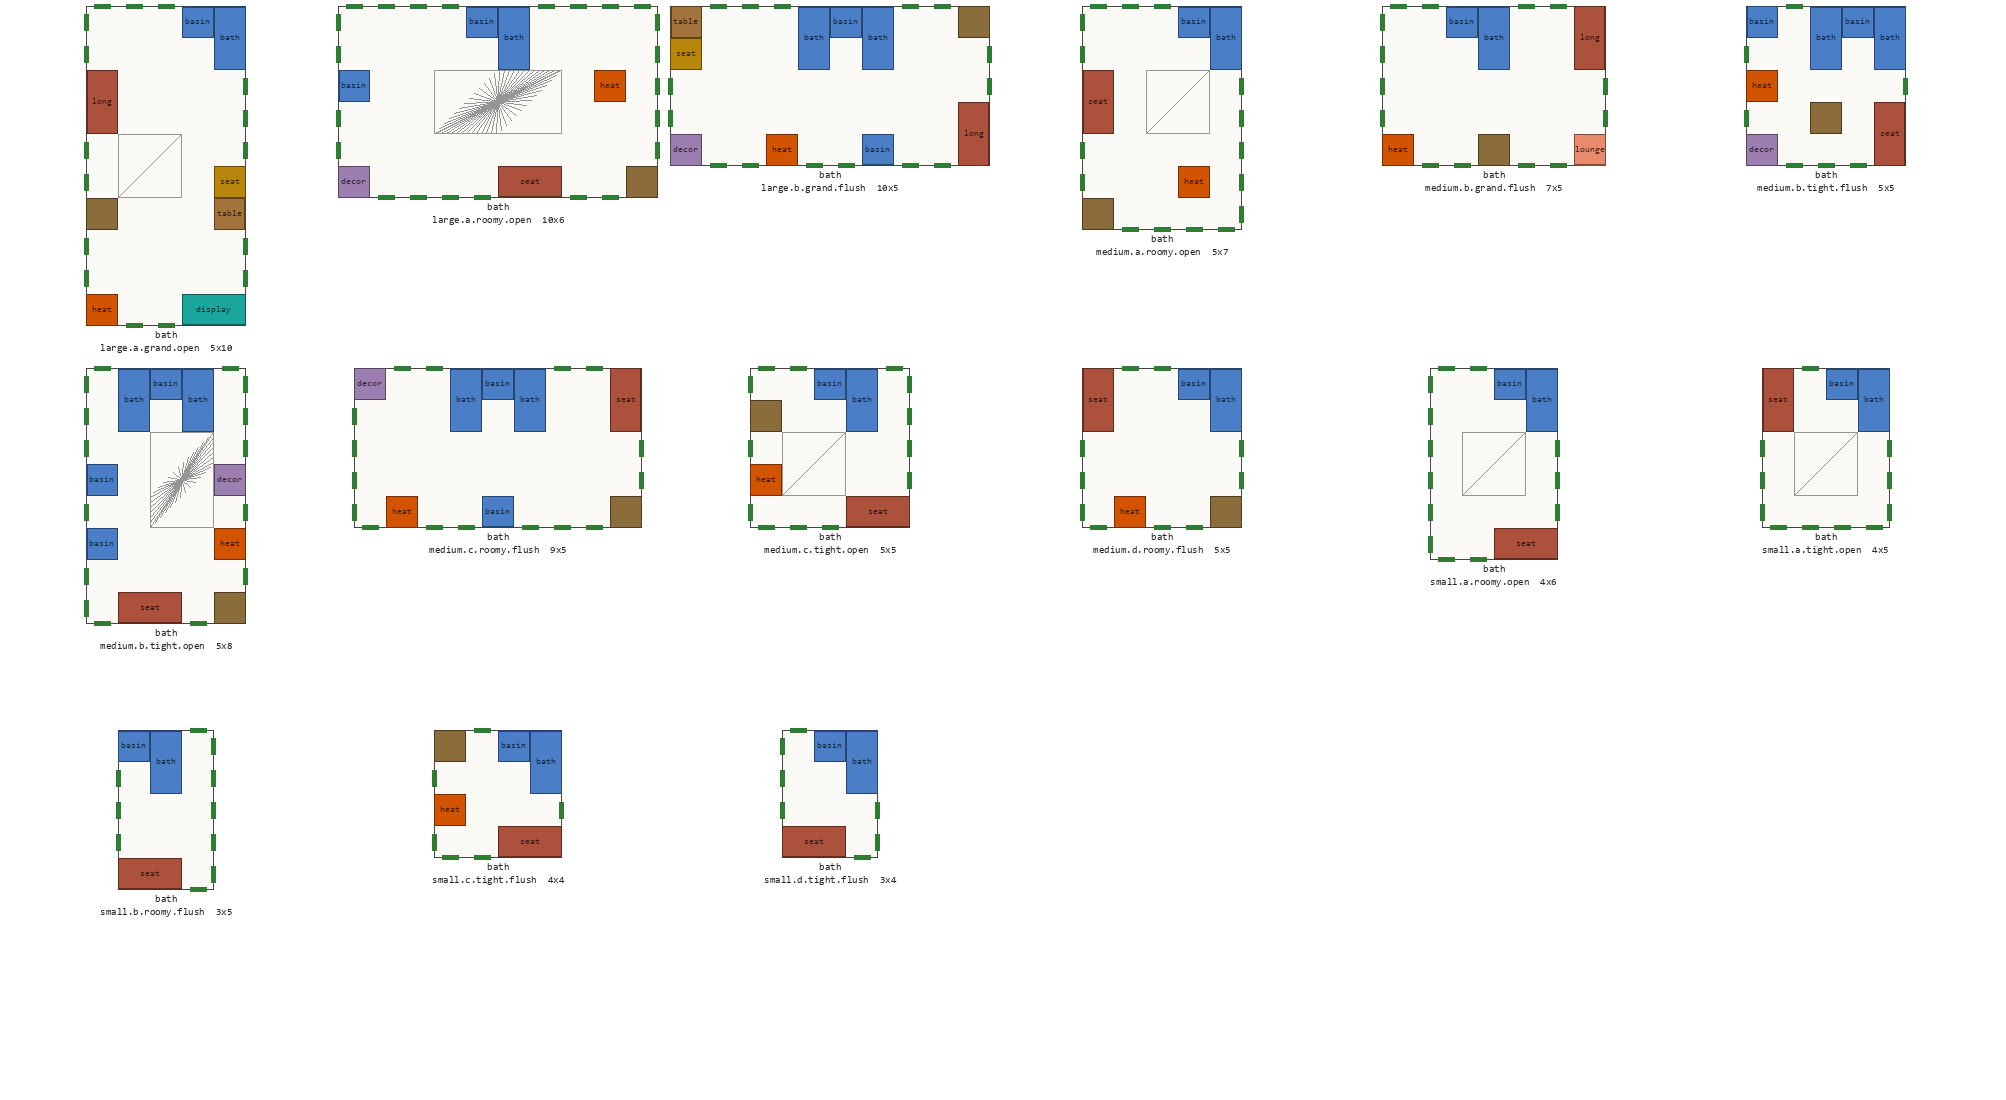 basin
bath
long
seat
table
heat
display
bath
large.a.grand.open 5x10
basin
bath
basin
heat
decor
seat
bath
large.a.roomy.open 10x6
table
bath
basin
bath
seat
decor
heat
basin
long
bath
large.b.grand.flush 10x5
basin
bath
seat
heat
bath
medium.a.roomy.open 5x7
basin
bath
long
heat
lounge
bath
medium.b.grand.flush 7x5
basin
bath
basin
bath
heat
seat
decor
bath
medium.b.tight.flush 5x5
bath
basin
bath
basin
decor
basin
heat
seat
bath
medium.b.tight.open 5x8
decor
bath
basin
bath
seat
heat
basin
bath
medium.c.roomy.flush 9x5
basin
bath
heat
seat
bath
medium.c.tight.open 5x5
seat
basin
bath
heat
bath
medium.d.roomy.flush 5x5
basin
bath
seat
bath
small.a.roomy.open 4x6
seat
basin
bath
bath
small.a.tight.open 4x5
basin
bath
seat
bath
small.b.roomy.flush 3x5
basin
bath
heat
seat
bath
small.c.tight.flush 4x4
basin
bath
seat
bath
small.d.tight.flush 3x4